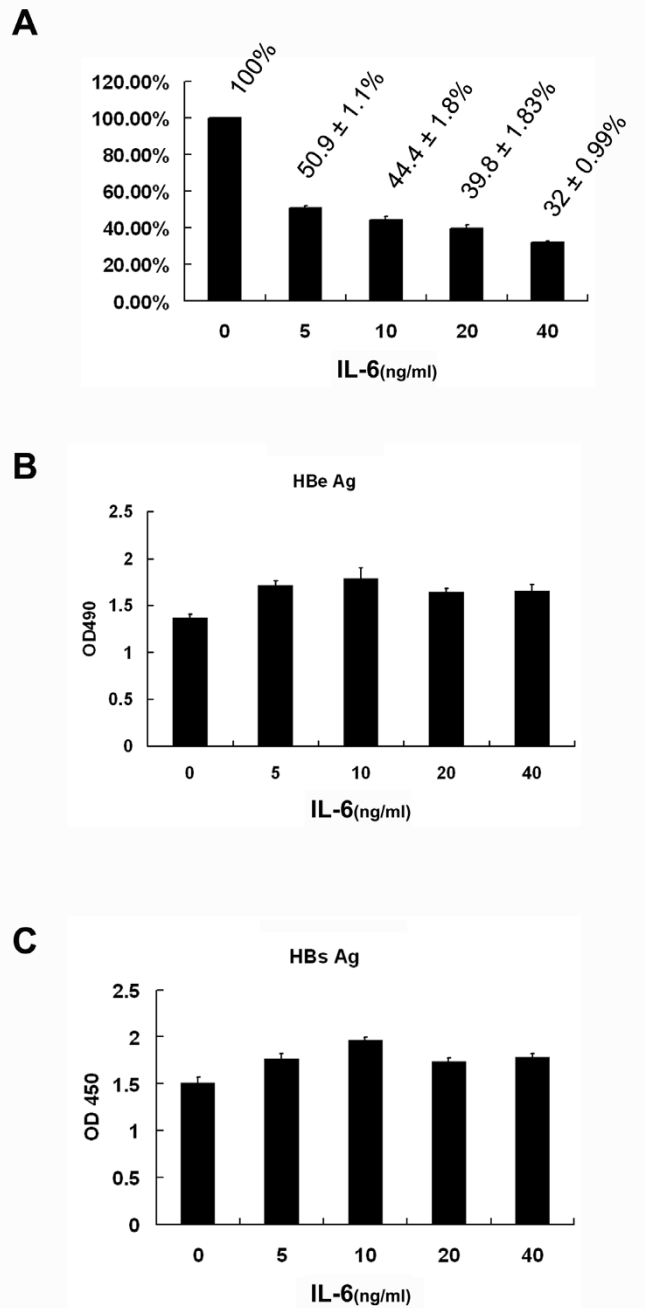 A
100%
50.9 ± 1.1%
44.4 ± 1.8%
39.8 ± 1.83%
32 ± 0.99%
120.00%
100.00%
80.00%
60.00%
40.00%
20.00%
0.00%
0 5 10 20 40
IL-6(ng/ml)
B
HBe Ag
2.5
2
1.5
1
0.5
0
OD490
0 5 10 20 40
IL-6(ng/ml)
C
HBs Ag
2.5
2
1.5
1
0.5
0
OD 450
0 5 10 20 40
IL-6(ng/ml)